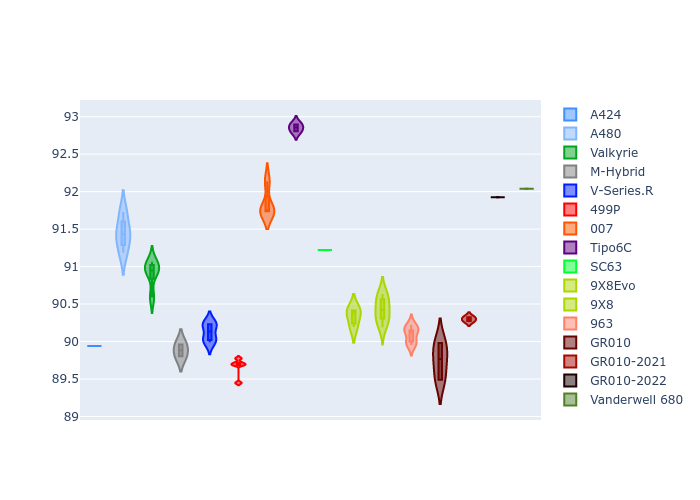 93
92.5
92
91.5
91
90.5
90
89.5
89
A424
A480
Valkyrie
M-Hybrid
V-Series.R
499P
007
Tipo6C
SC63
9X8Evo
9X8
963
GR010
GR010-2021
GR010-2022
Vanderwell 680